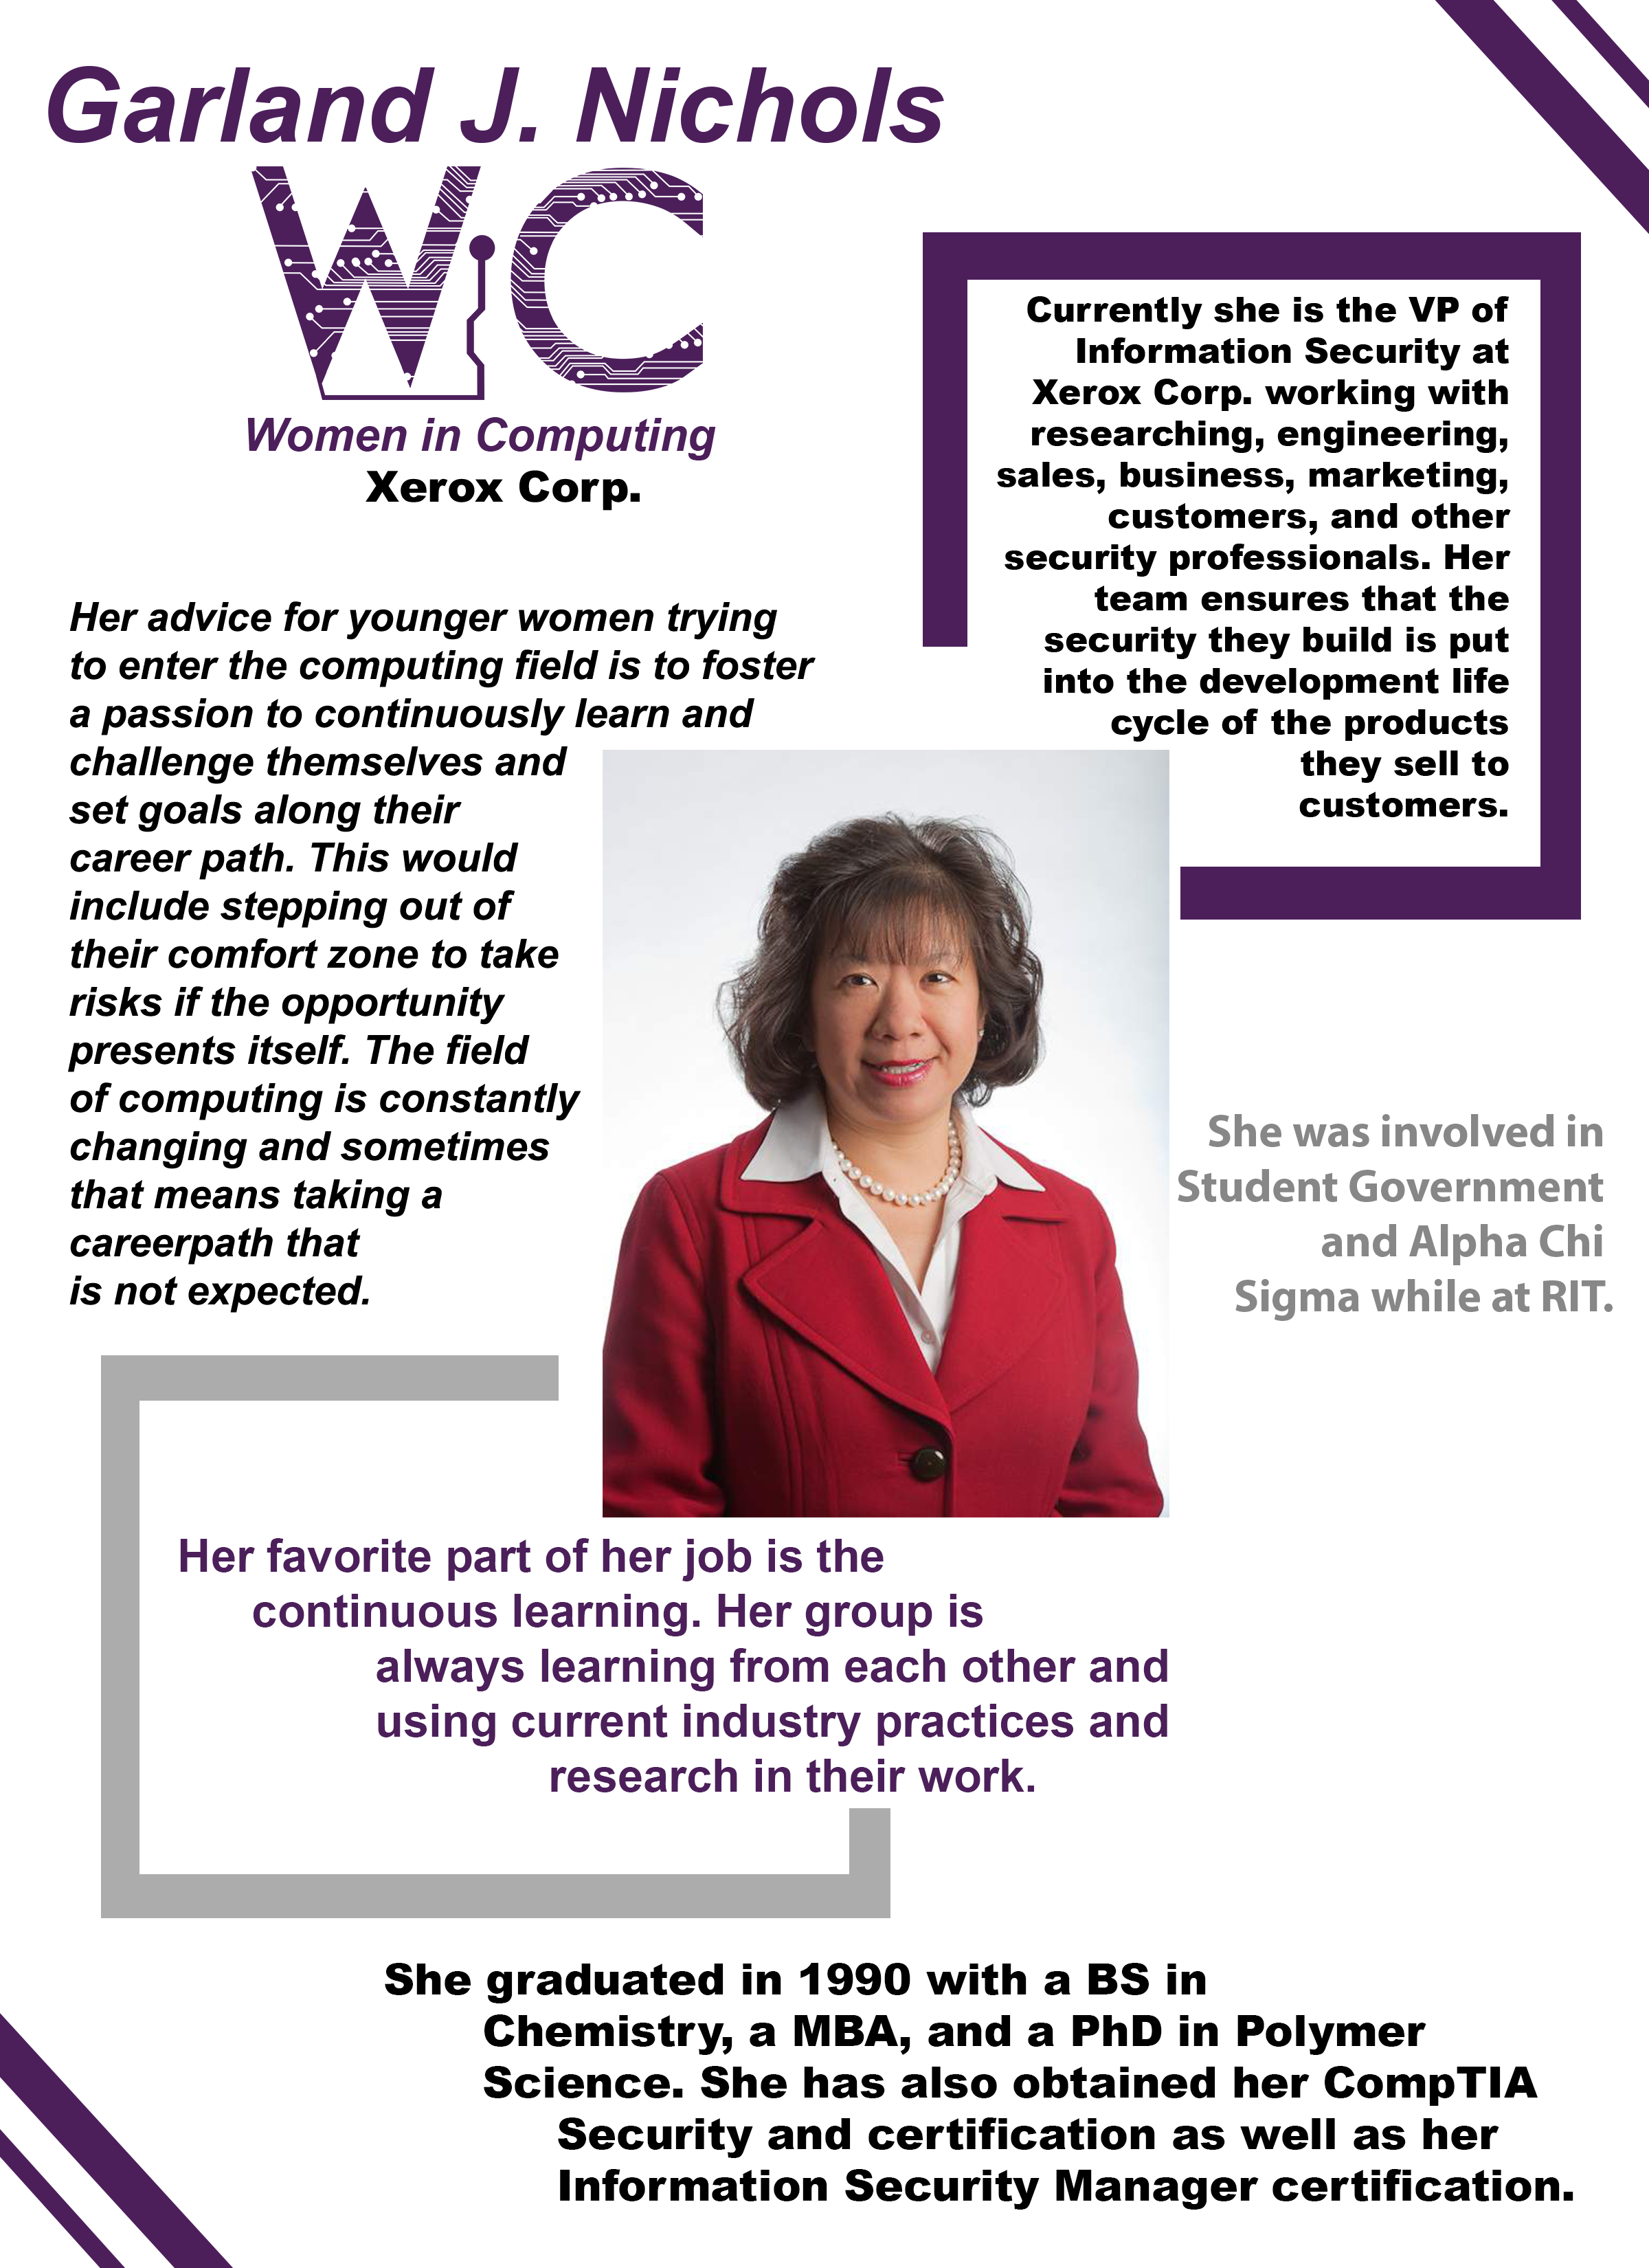 Garland J. Nichols
WiC
Women in Computing
Xerox Corp.
Currently she is the VP of
Information Security at
Xerox Corp. working with
researching, engineering,
sales, business, marketing,
customers, and other
security professionals. Her
team ensures that the
security they build is put
into the development life
cycle of the products
they sell to
customers.
Her advice for younger women trying
to enter the computing field is to foster
a passion to continuously learn and
challenge themselves and
set goals along their
career path. This would
include stepping out of
their comfort zone to take
risks if the opportunity
presents itself. The field
of computing is constantly
changing and sometimes
that means taking a
careerpath that
is not expected.
She was involved in
Student Government
and Alpha Chi
Sigma while at RIT.
Her favorite part of her job is the
continuous learning. Her group is
always learning from each other and
using current industry practices and
research in their work.
She graduated in 1990 with a BS in
Chemistry, a MBA, and a PhD in Polymer
Science. She has also obtained her CompTIA
Security and certification as well as her
Information Security Manager certification.